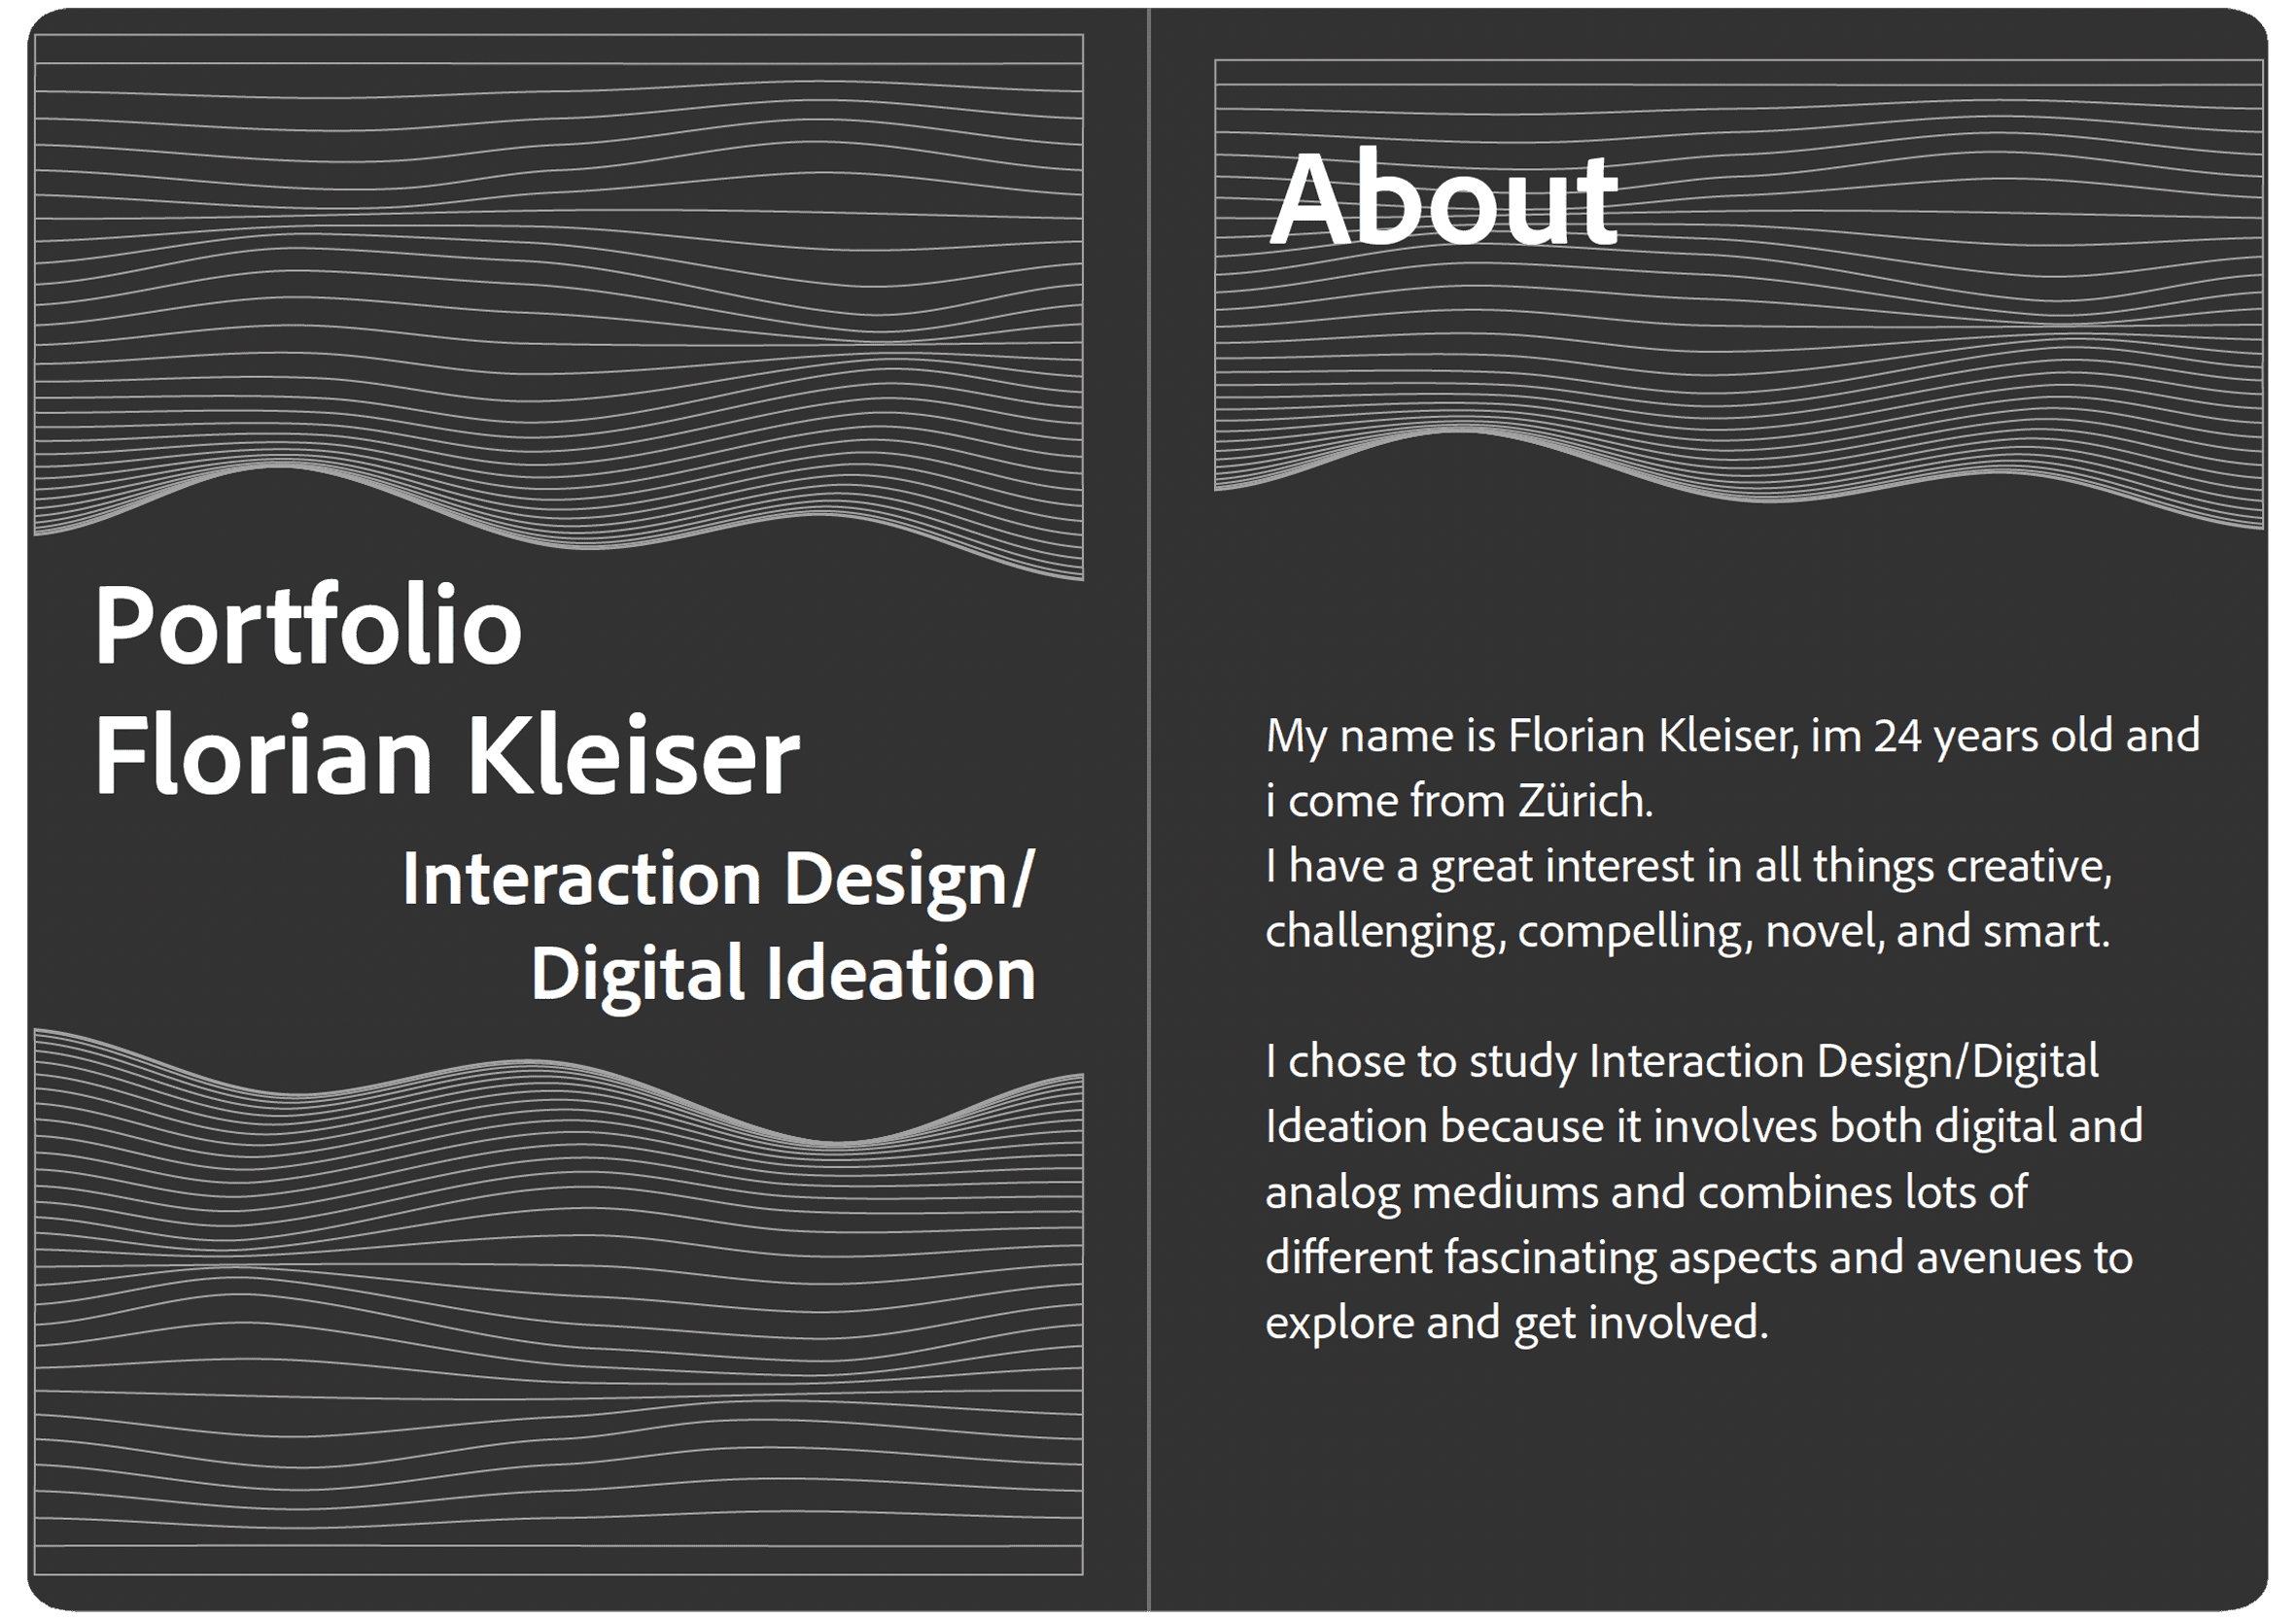 Portfolio
Florian Kleiser
Interaction Design/
Digital Ideation
About
My name is Florian Kleiser, im 24 years old and
i come from Zürich.
I have a great interest in all things creative,
challenging, compelling, novel, and smart.
I chose to study Interaction Design/Digital
Ideation because it involves both digital and
analog mediums and combines lots of
different fascinating aspects and avenues to
explore and get involved.